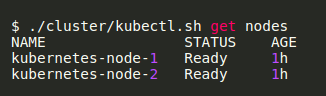 $ ./cluster/kubectl.sh get nodes
NAME                STATUS    AGE
kubernetes-node-1   Ready     1h
kubernetes-node-2   Ready     1h